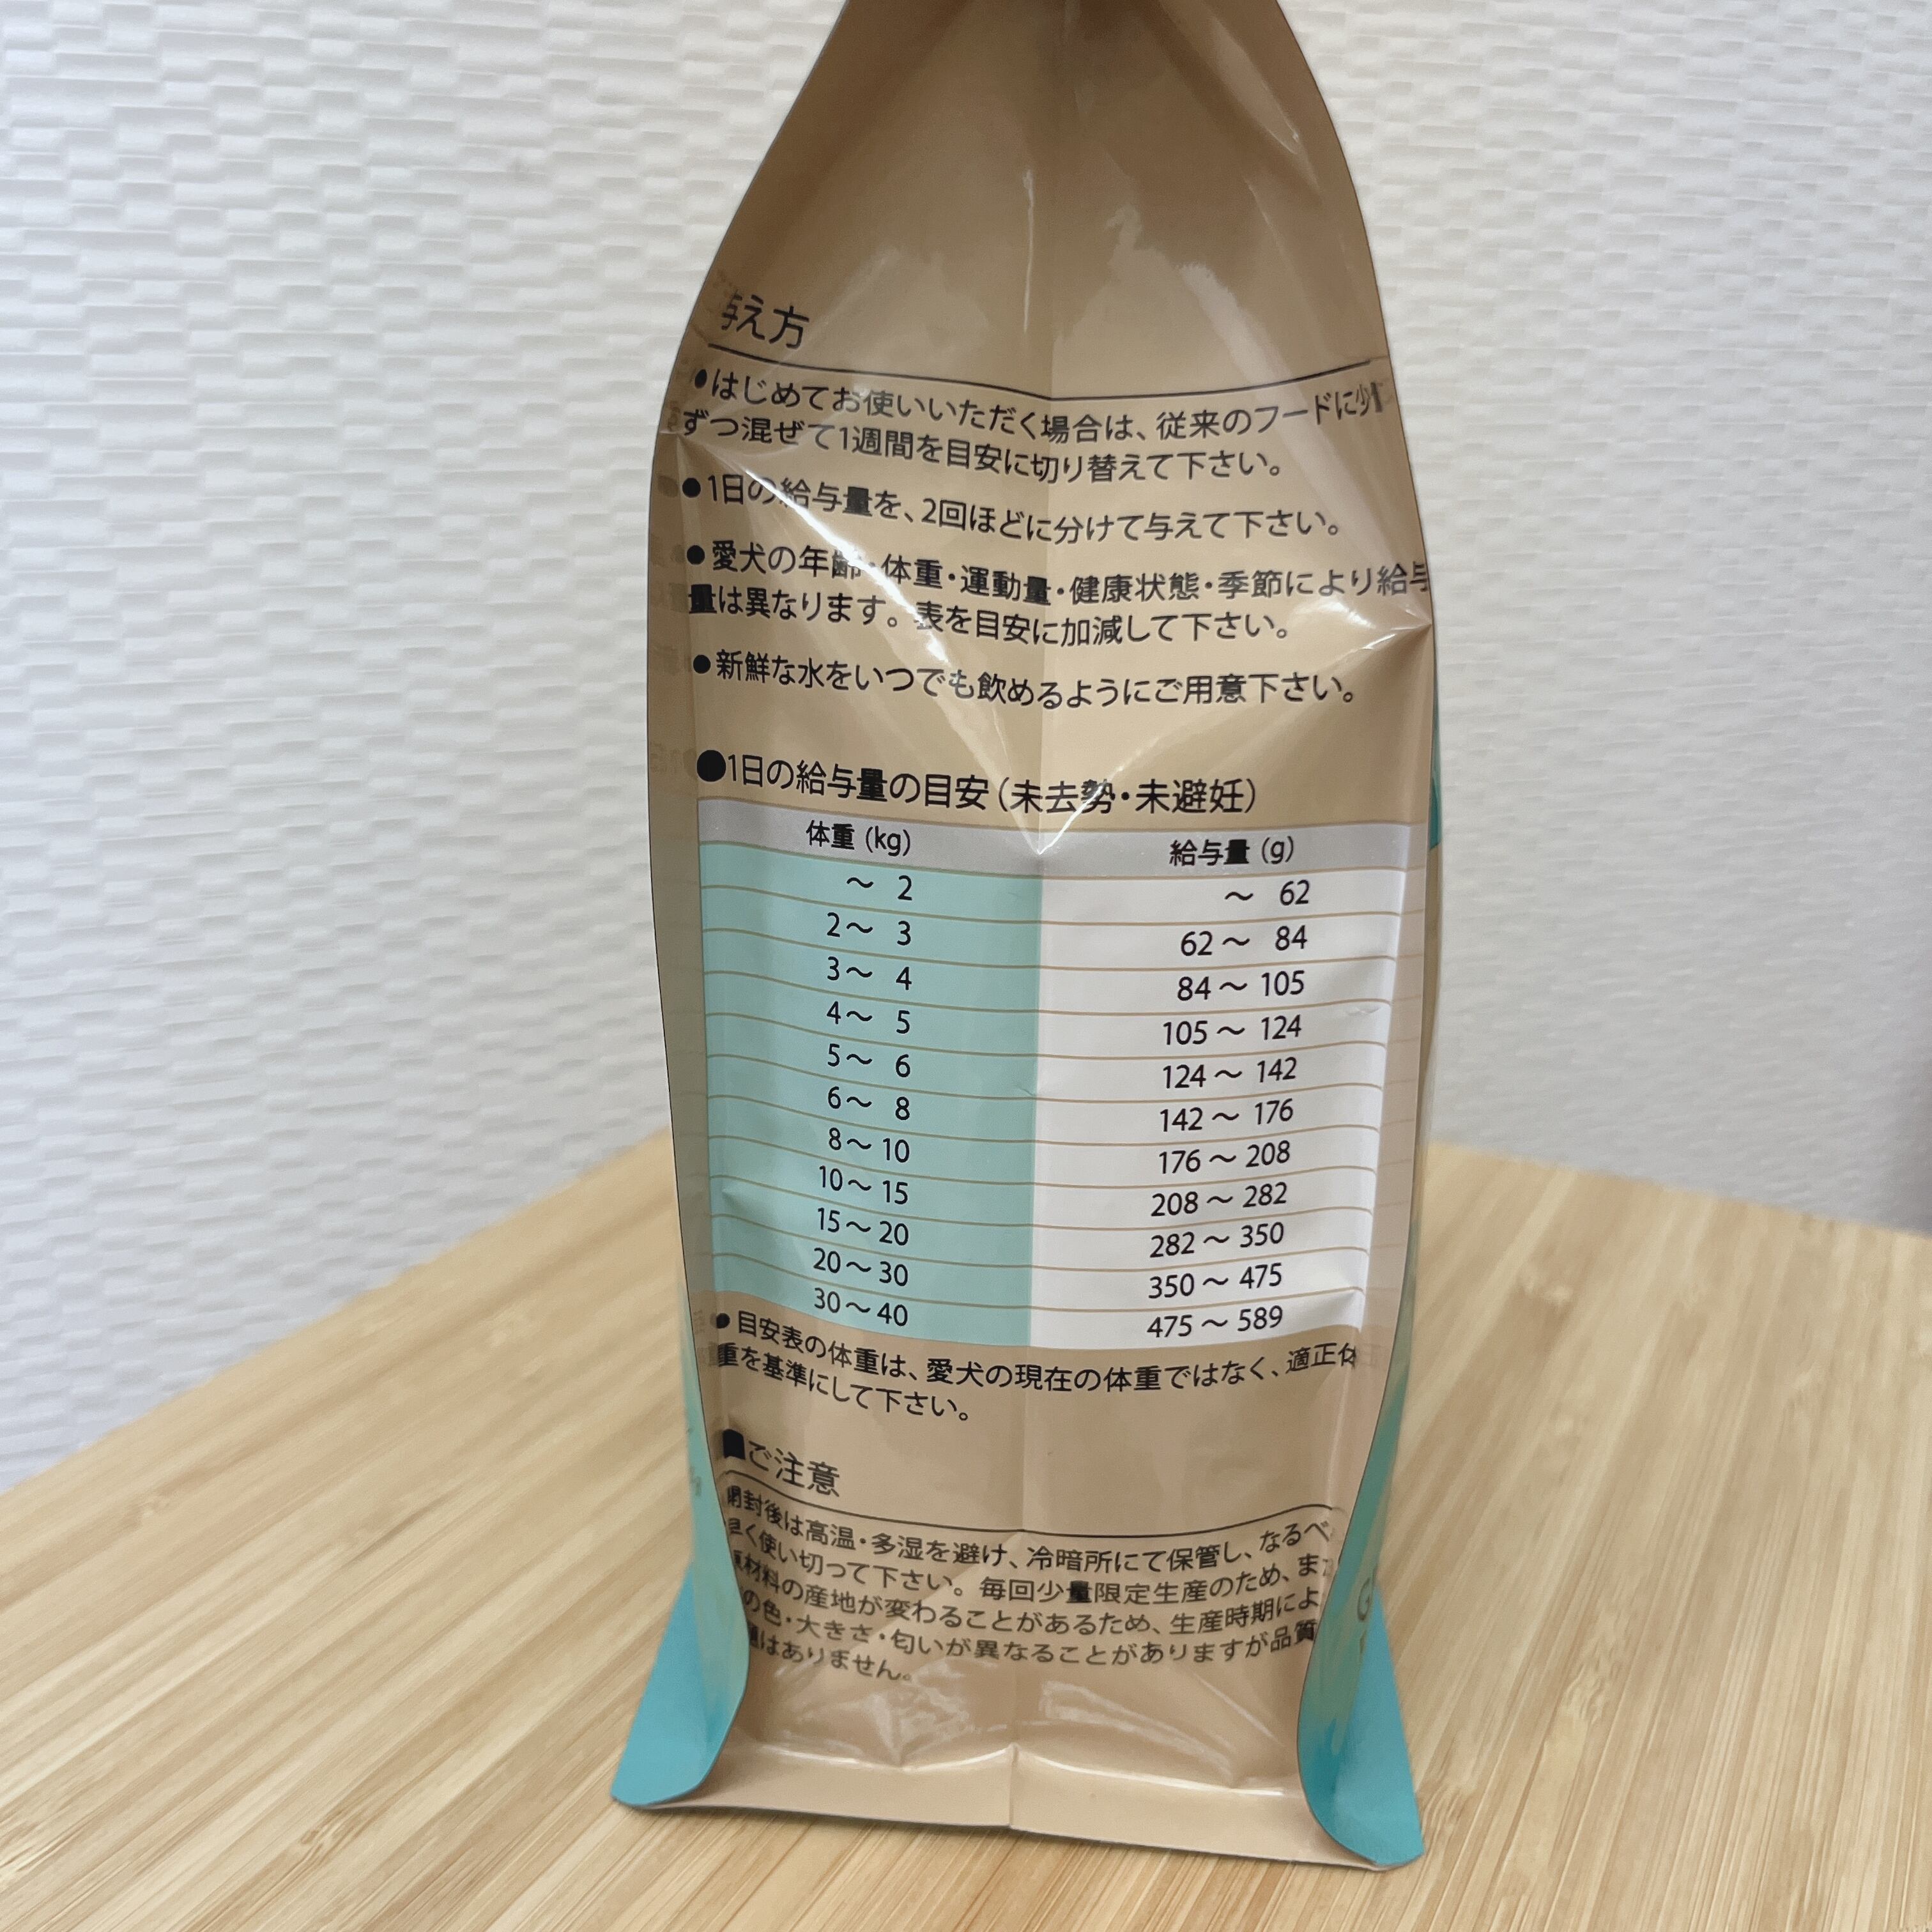 与え方
●はじめてお使いいただく場合は、従来のフードに少
ずつ混ぜて1週間を目安に切り替えて下さい。
●1日の給与量を、2回ほどに分けて与えて下さい。
●愛犬の年齢・体重・運動量・健康状態・季節により給与
量は異なります。表を目安に加減して下さい。
●新鮮な水をいつでも飲めるようにご用意下さい。
●1日の給与量の目安（未去勢・未避妊）
体重 (kg) 給与量 (g)
～ 2 ～ 62
2～ 3 62～ 84
3～ 4 84～105
4～ 5 105～124
5～ 6 124～142
6～ 8 142～176
8～10 176～208
10～15 208～282
15～20 282～350
20～30 350～475
30～40 475～589
●目安表の体重は、愛犬の現在の体重ではなく、適正体
重を基準にして下さい。
■ご注意
開封後は高温・多湿を避け、冷暗所にて保管し、なるべ
早く使い切って下さい。毎回少量限定生産のため、また
原材料の産地が変わることがあるため、生産時期によ
の色・大きさ・匂いが異なることがありますが品質
題はありません。